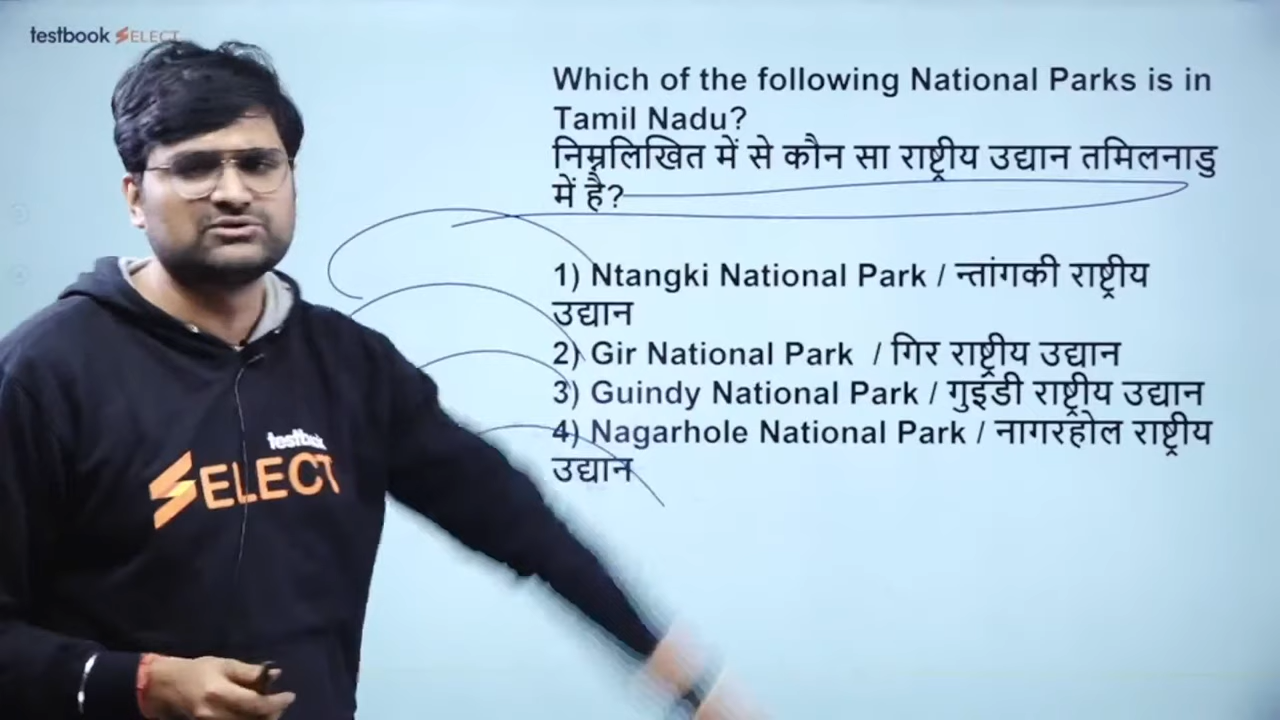 testbook SELECT
Which of the following National Parks is in
Tamil Nadu?
निम्नलिखित में से कौन सा राष्ट्रीय उद्यान तमिलनाडु
में है?
1) Ntangki National Park / न्तांगकी राष्ट्रीय
उद्यान
2) Gir National Park / गिर राष्ट्रीय उद्यान
3) Guindy National Park / गुइंडी राष्ट्रीय उद्यान
4) Nagarhole National Park / नागरहोल राष्ट्रीय
उद्यान
testbook
SELECT